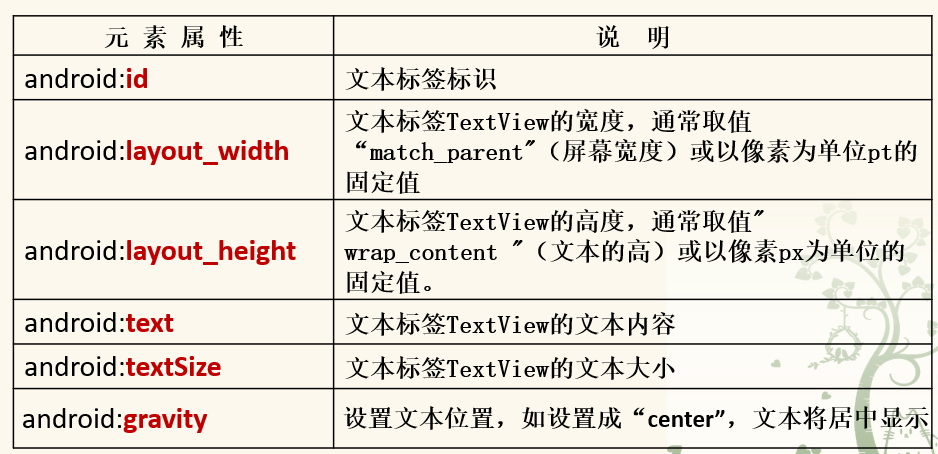 元 素 属 性
说 明
android:id
文本标签标识
android:layout_width
文本标签TextView的宽度，通常取值
“match_parent"（屏幕宽度）或以像素为单位pt的
固定值
android:layout_height
文本标签TextView的高度，通常取值"
wrap_content "（文本的高）或以像素px为单位的
固定值。
android:text
文本标签TextView的文本内容
android:textSize
文本标签TextView的文本大小
android:gravity
设置文本位置，如设置成“center”，文本将居中显示